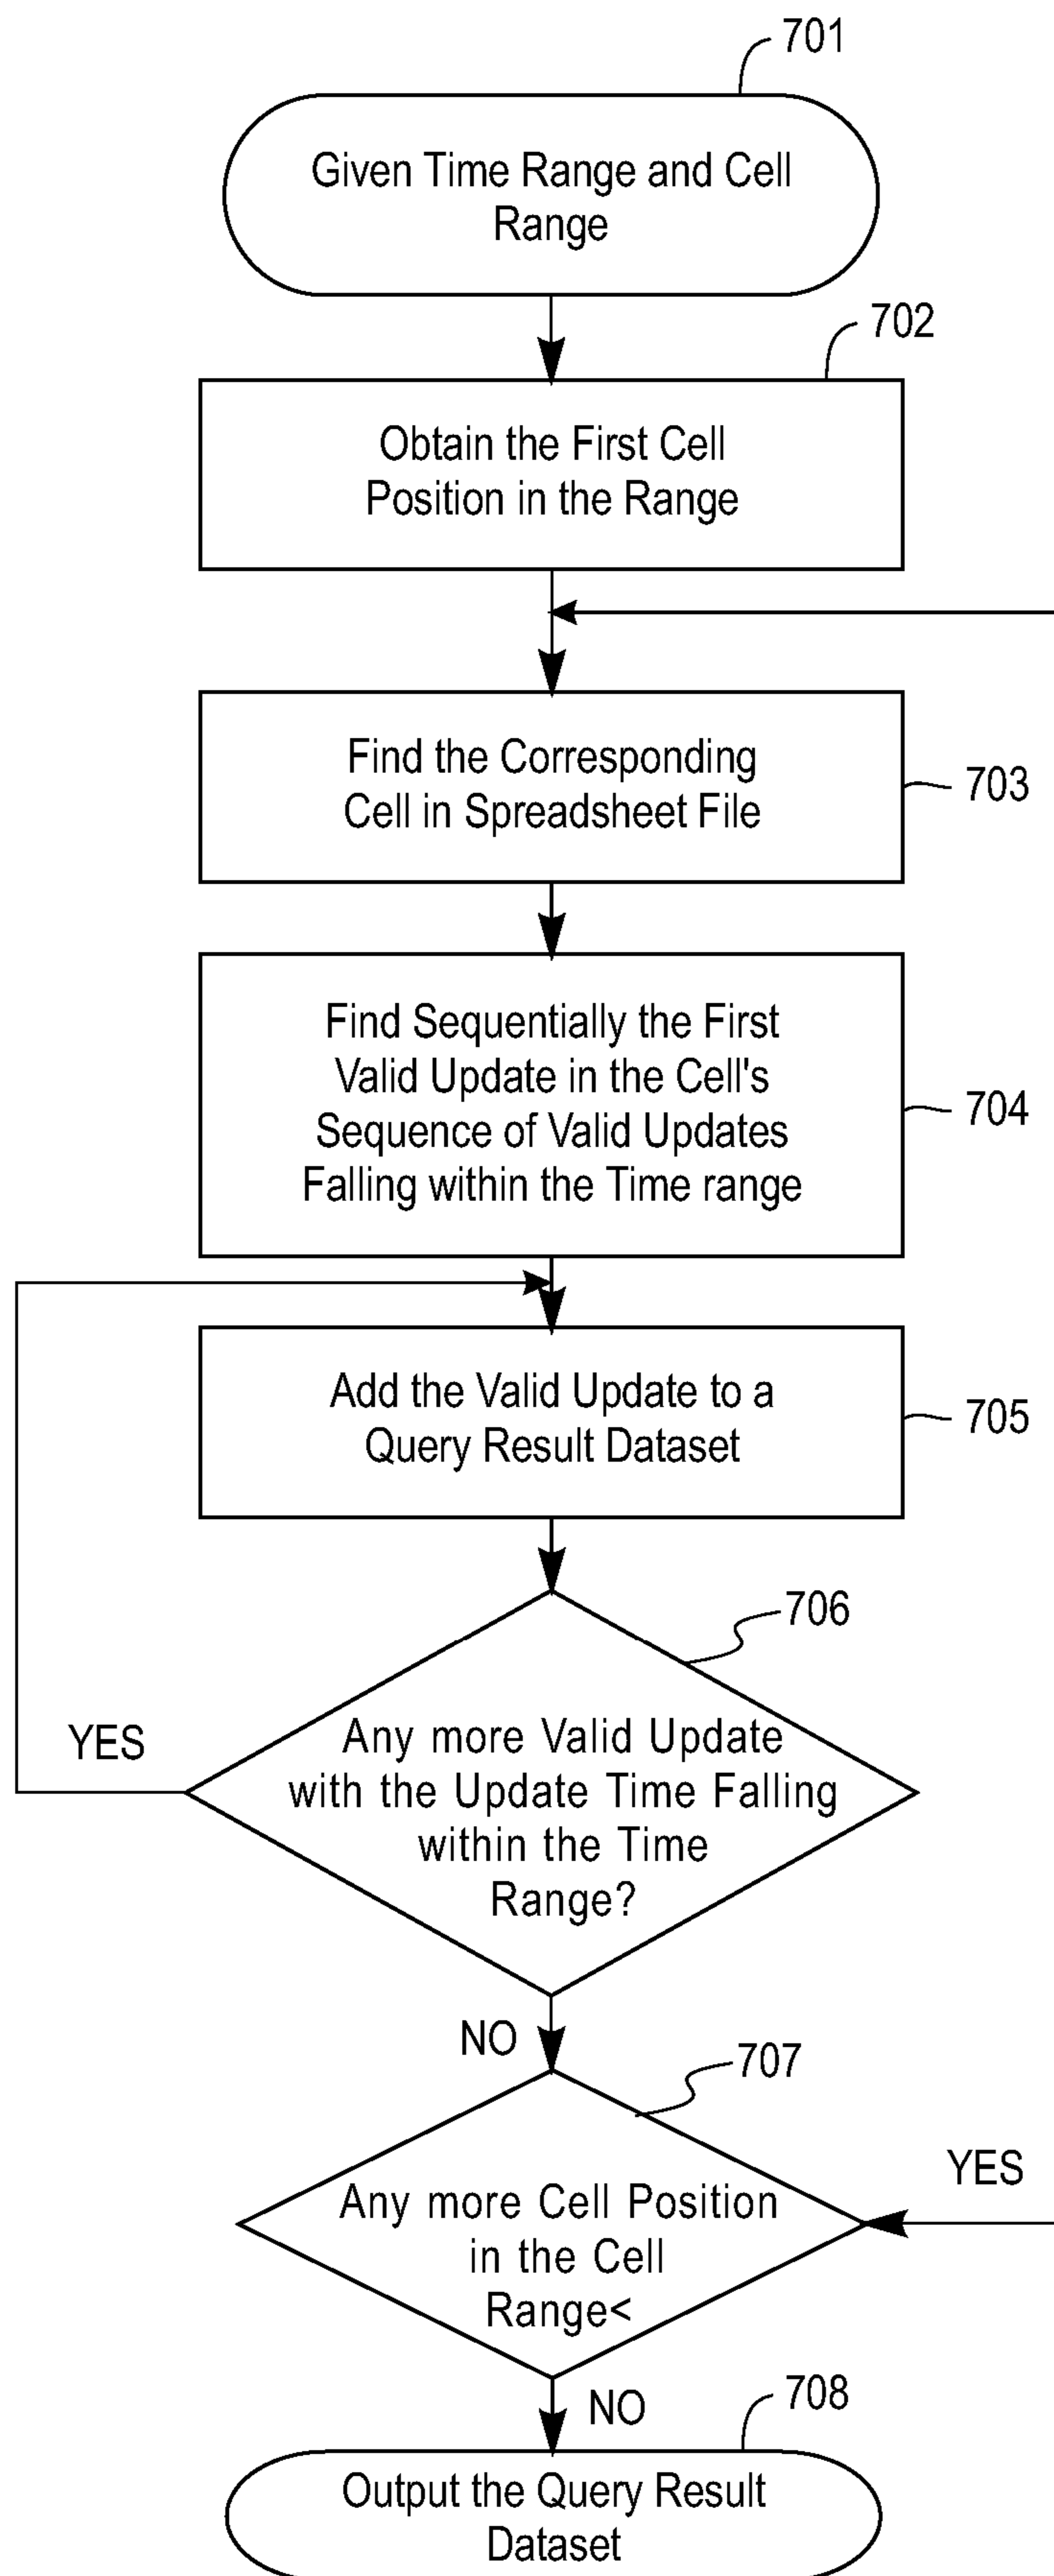 701
Given Time Range and Cell
Range
702
Obtain the First Cell
Position in the Range
Find the Corresponding
Cell in Spreadsheet File
703
Find Sequentially the First
Valid Update in the Cell's
Sequence of Valid Updates
Falling within the Time range
704
Add the Valid Update to a
Query Result Dataset
705
706
YES
Any more Valid Update
with the Update Time Falling
within the Time
Range?
NO
707
YES
Any more Cell Position
in the Cell
Range<
NO
708
Output the Query Result
Dataset